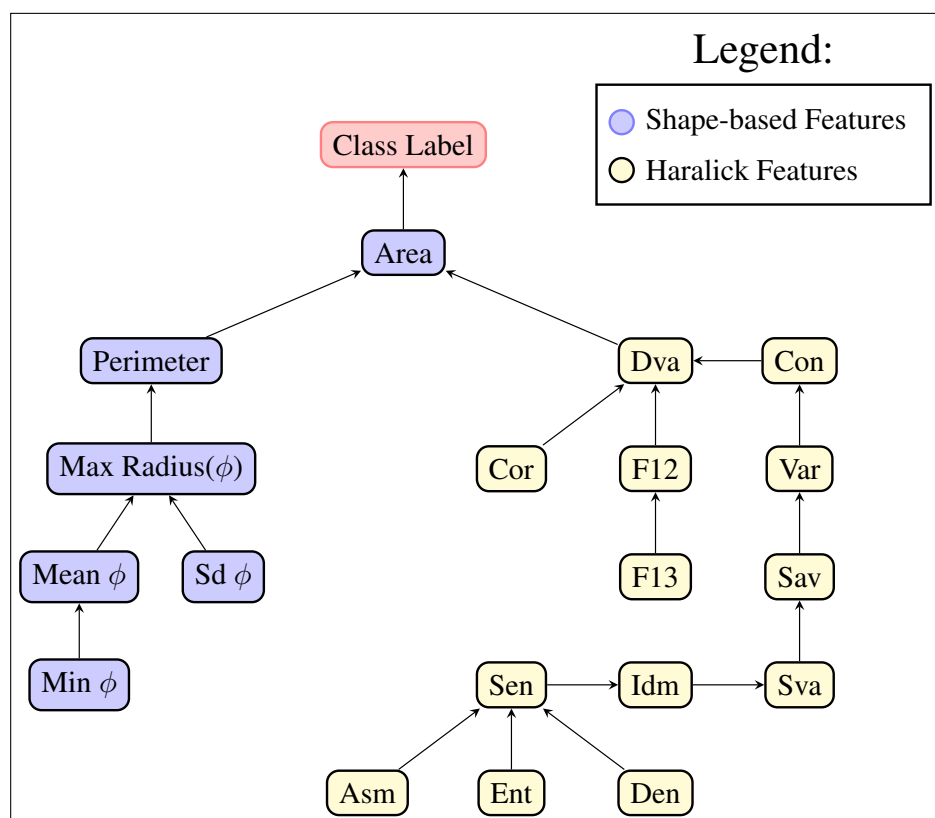 Legend:
Shape-based Features
Haralick Features
Class Label
Area
Perimeter
Dva
Con
Max Radius(ϕ)
Cor
F12
Var
Mean ϕ
Sd ϕ
F13
Sav
Min ϕ
Sen
Idm
Sva
Asm
Ent
Den